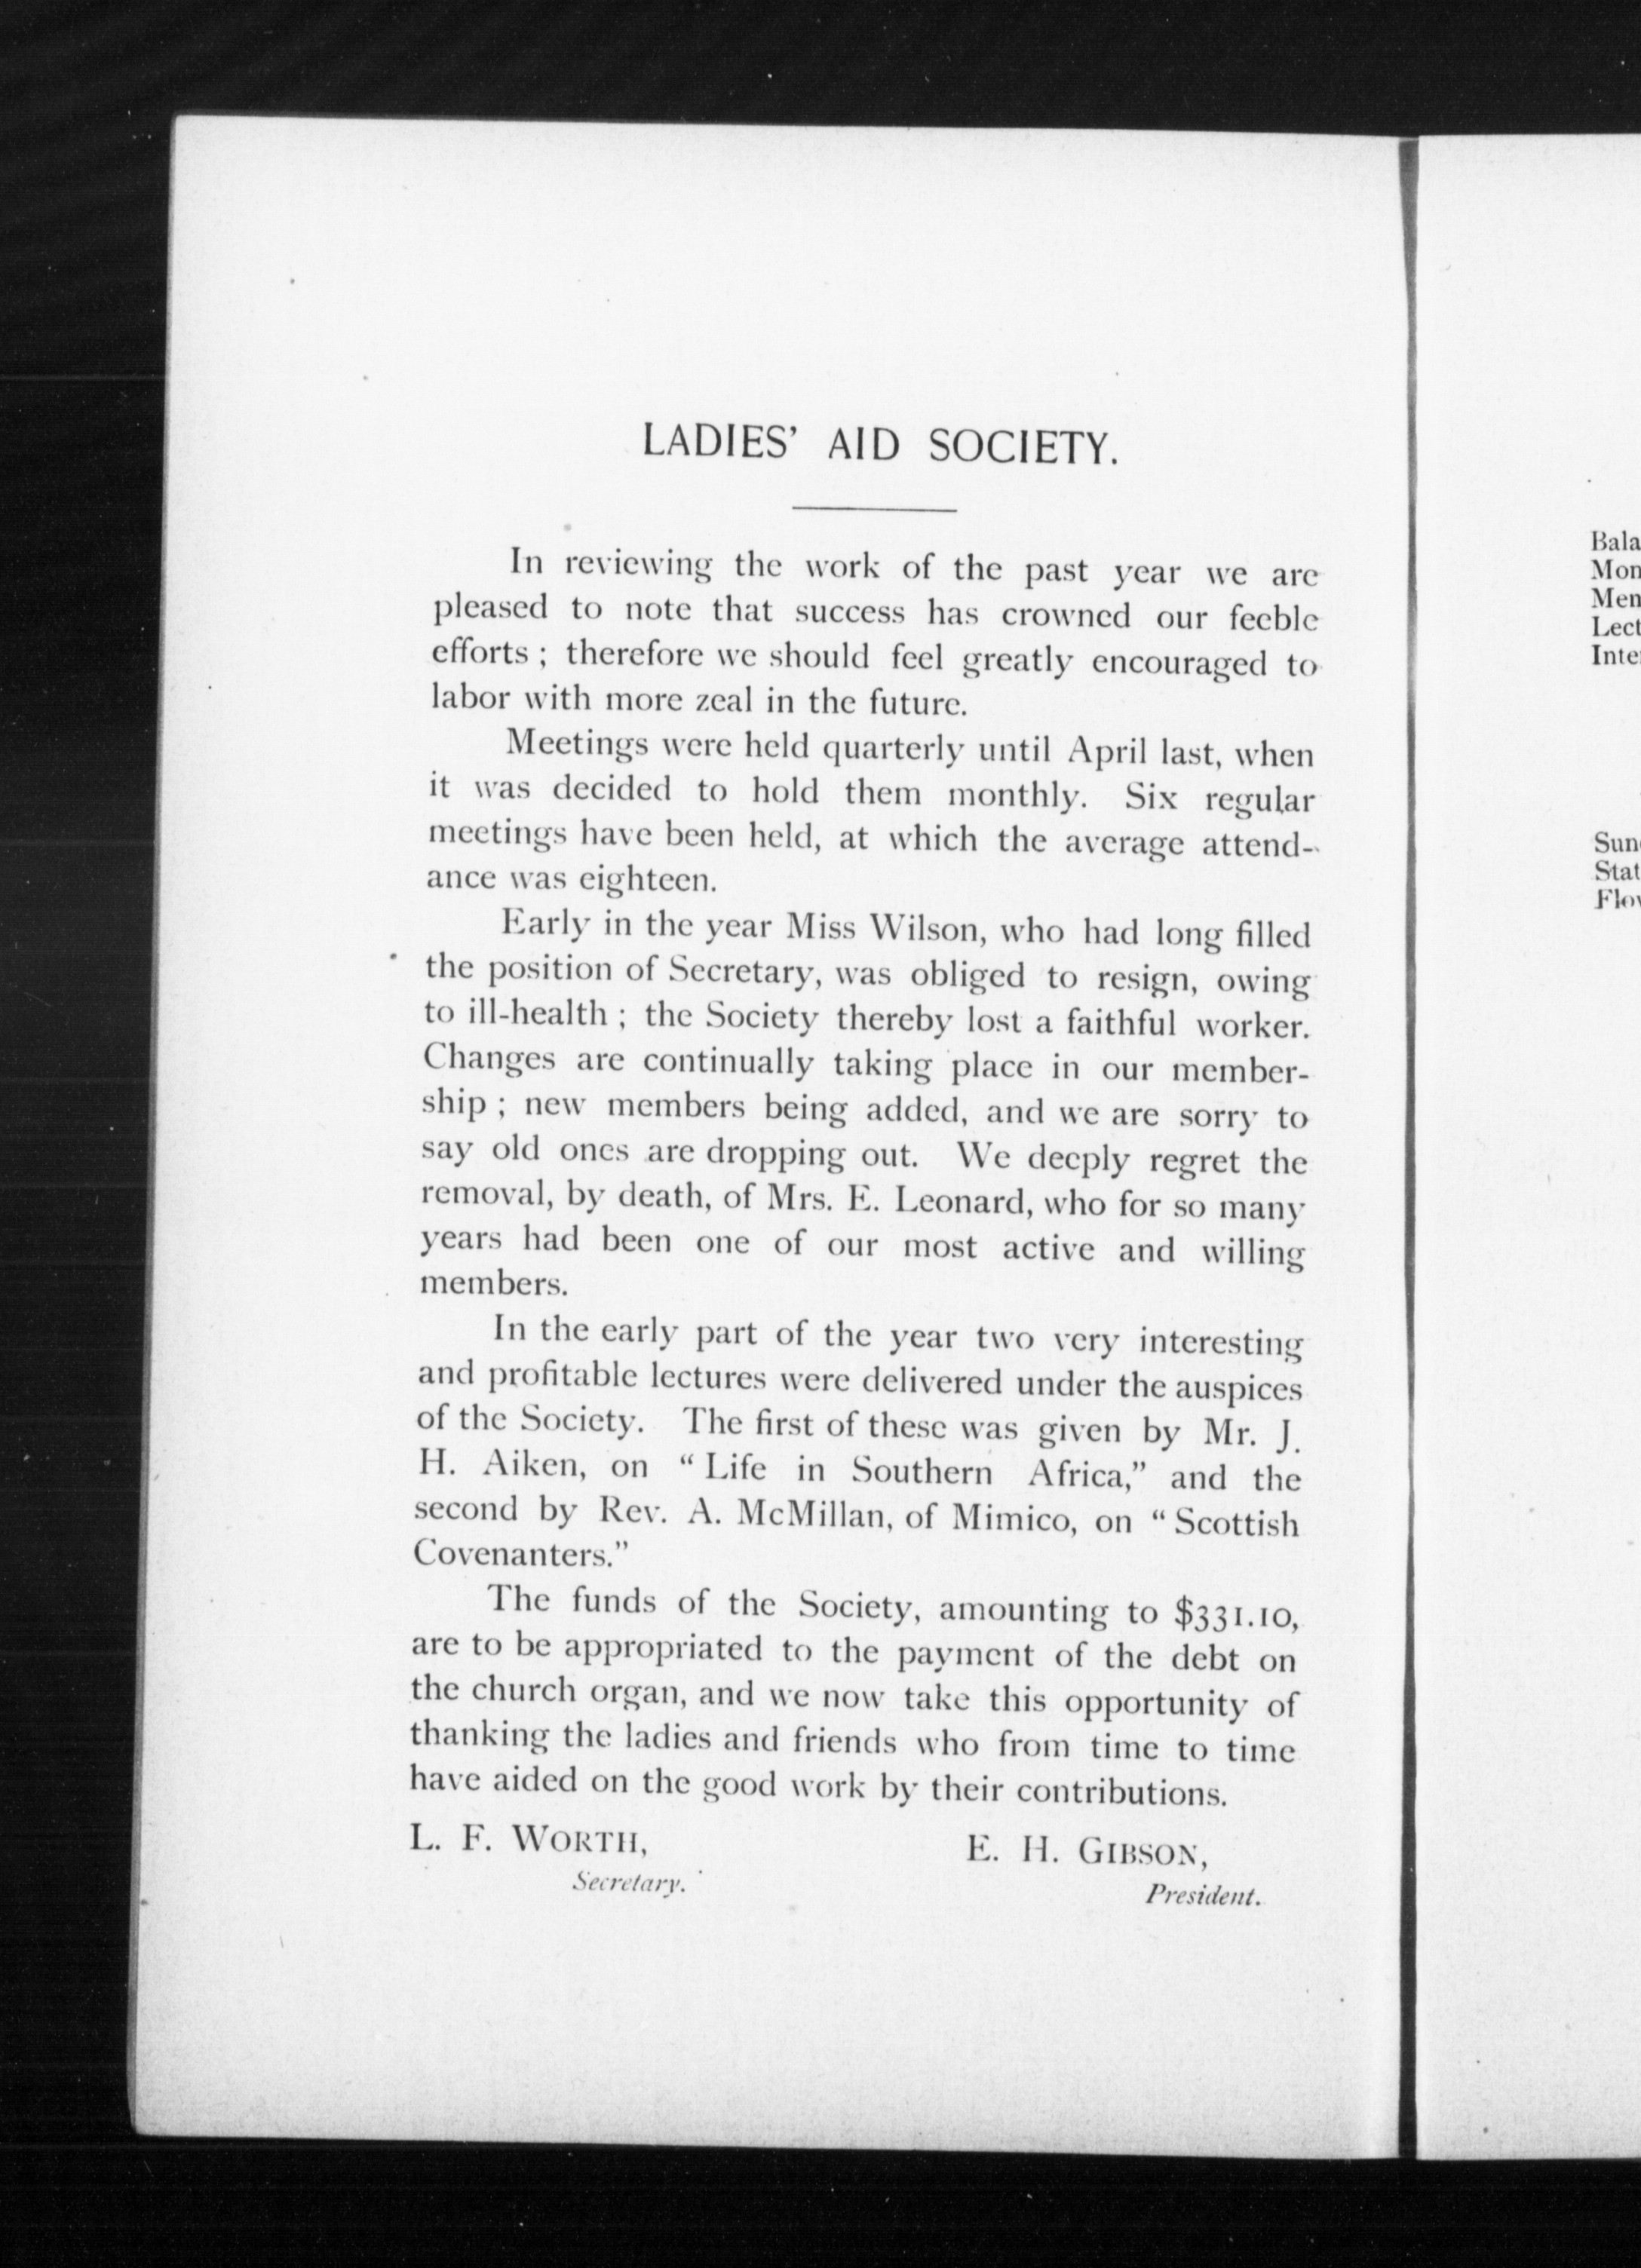 LADIES' AID SOCIETY.
In reviewing the work of the past year we are
pleased to note that success has crowned our feeble
efforts ; therefore we should feel greatly encouraged to
labor with more zeal in the future.
Meetings were held quarterly until April last, when
it was decided to hold them monthly. Six regular
meetings have been held, at which the average attend-
ance was eighteen.
Early in the year Miss Wilson, who had long filled
the position of Secretary, was obliged to resign, owing
to ill-health ; the Society thereby lost a faithful worker.
Changes are continually taking place in our member-
ship ; new members being added, and we are sorry to
say old ones are dropping out. We deeply regret the
removal, by death, of Mrs. E. Leonard, who for so many
years had been one of our most active and willing
members.
In the early part of the year two very interesting
and profitable lectures were delivered under the auspices
of the Society. The first of these was given by Mr. J.
H. Aiken, on “ Life in Southern Africa,” and the
second by Rev. A. McMillan, of Mimico, on “ Scottish
Covenanters.”
The funds of the Society, amounting to $331.10,
are to be appropriated to the payment of the debt on
the church organ, and we now take this opportunity of
thanking the ladies and friends who from time to time
have aided on the good work by their contributions.
L. F. WORTH,
Secretary.
E. H. GIBSON,
President.
Bala
Mon
Men
Lect
Inte
Sun
Stat
Flo